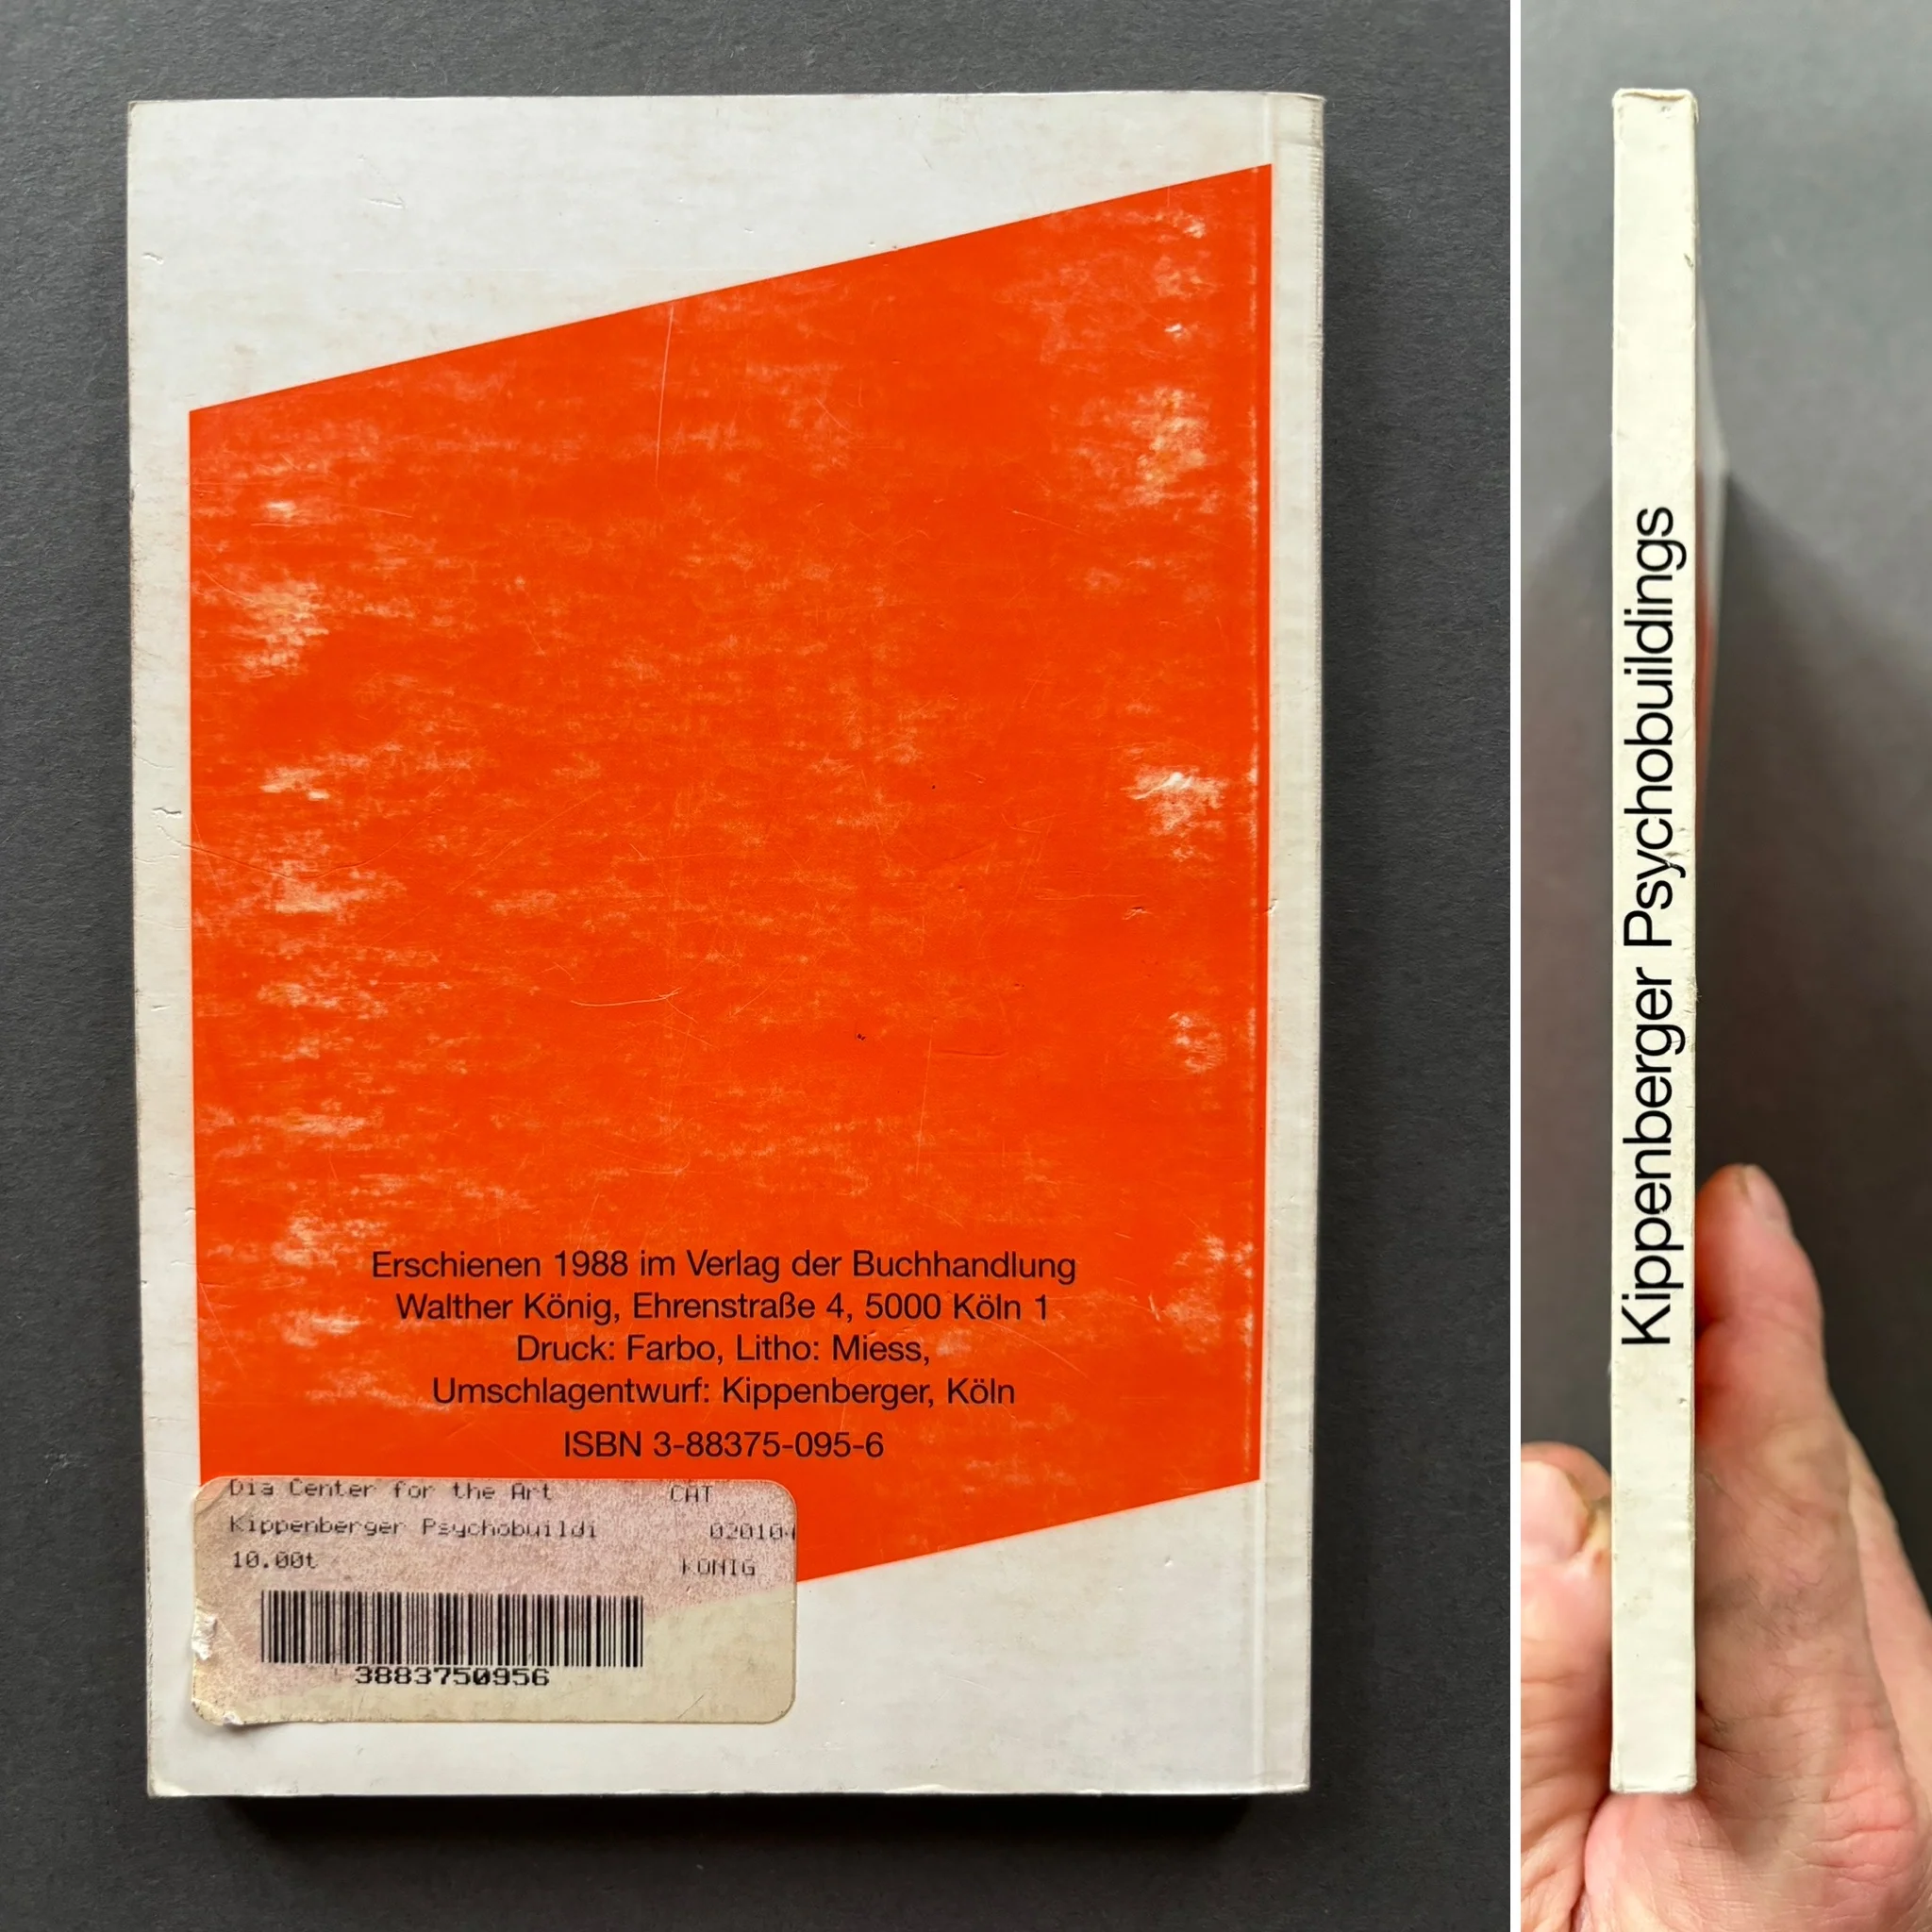 Erschienen 1988 im Verlag der Buchhandlung
Walther König, Ehrenstraße 4, 5000 Köln 1
Druck: Farbo, Litho: Miess,
Umschlagentwurf: Kippenberger, Köln
ISBN 3-88375-095-6
Dia Center for the Art CAT
Kippenberger Psychobuildi
10.00t KONIG
3883750956
Kippenberger Psychobuildings